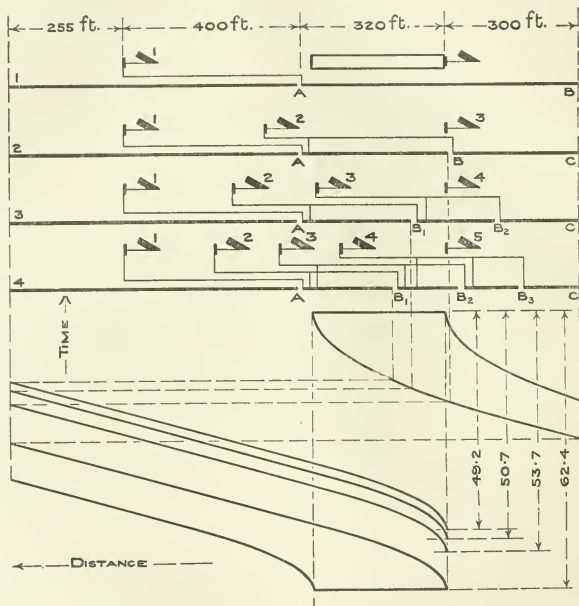 255 ft. 400 ft. 320 ft. 300 ft.
1
1 A B
2 3
1
2 A B C
1 2 3 4
3 A B1 B2 C
1 2 3 4 5
4 A B1 B2 B3 C
TIME
49·2
50·7
53·7
62·4
DISTANCE